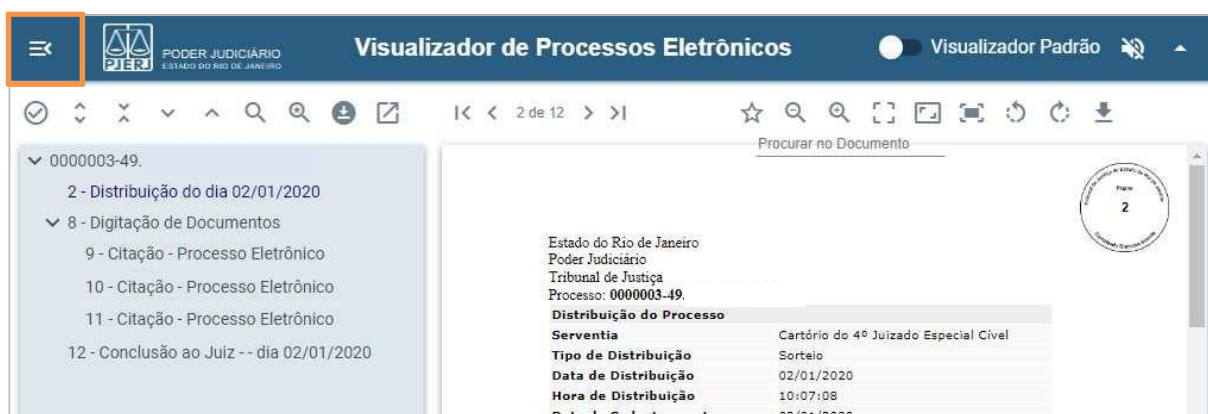 PJERJ
PODER JUDICIÁRIO
ESTADO DO RIO DE JANEIRO
Visualizador de Processos Eletrônicos
Visualizador Padrão
2 de 12
Procurar no Documento
0000003-49.
2 - Distribuição do dia 02/01/2020
8 - Digitação de Documentos
9 - Citação - Processo Eletrônico
10 - Citação - Processo Eletrônico
11 - Citação - Processo Eletrônico
12 - Conclusão ao Juiz - - dia 02/01/2020
Página
2
Estado do Rio de Janeiro
Poder Judiciário
Tribunal de Justiça
Processo: 0000003-49.
Distribuição do Processo
Serventia Cartório do 4º Juizado Especial Cível
Tipo de Distribuição Sorteio
Data de Distribuição 02/01/2020
Hora de Distribuição 10:07:08